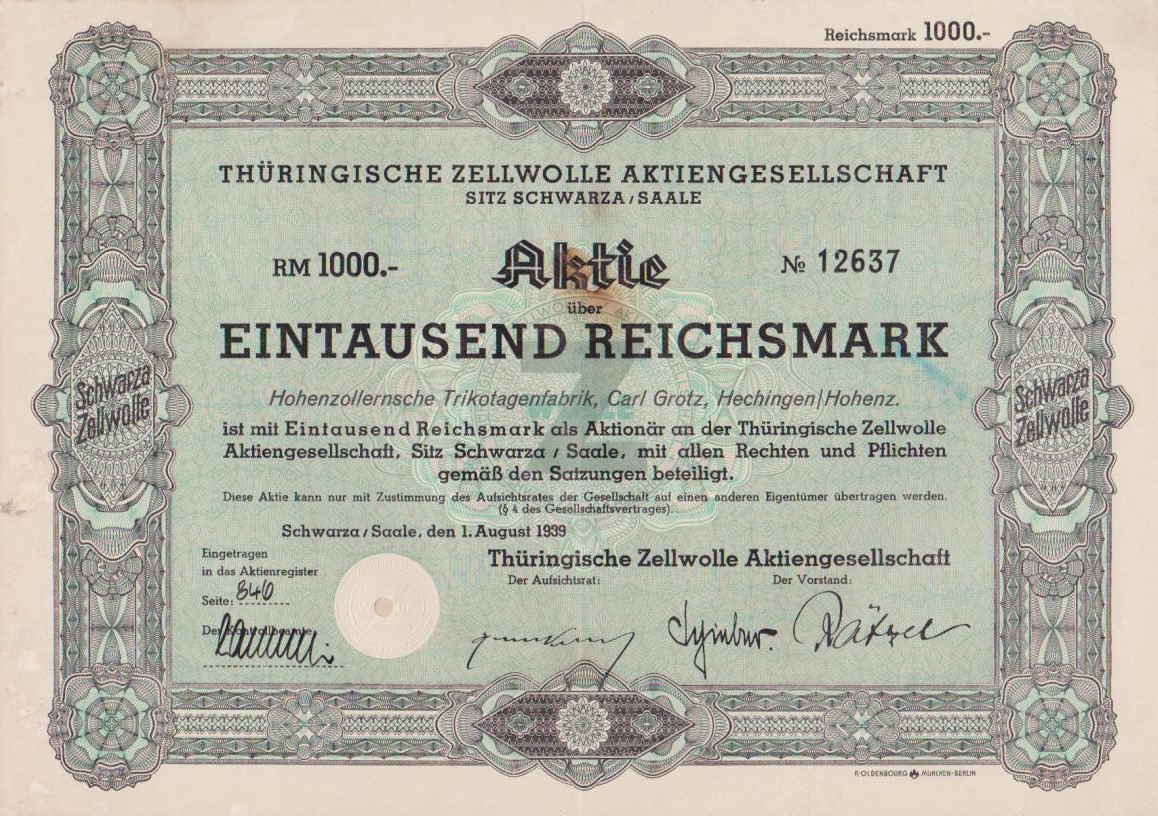 Reichsmark 1000.-
THÜRINGISCHE ZELLWOLLE AKTIENGESELLSCHAFT
SITZ SCHWARZA/SAALE
RM 1000.- Aktie № 12637
über
EINTAUSEND REICHSMARK
Hohenzollernsche Trikotagenfabrik, Carl Grotz, Hechingen/Hohenz.
ist mit Eintausend Reichsmark als Aktionär an der Thüringische Zellwolle
Aktiengesellschaft, Sitz Schwarza / Saale, mit allen Rechten und Pflichten
gemäß den Satzungen beteiligt.
Diese Aktie kann nur mit Zustimmung des Aufsichtsrates der Gesellschaft auf einen anderen Eigentümer übertragen werden.
(§ 4 des Gesellschaftsvertrages).
Schwarza/Saale, den 1. August 1939
Eingetragen
in das Aktienregister
Seite: 840
Der Kontrollbeamte
Thüringische Zellwolle Aktiengesellschaft
Der Aufsichtsrat: Der Vorstand:
Rätzel
Schwarza
Zellwolle
Schwarza
Zellwolle
R·OLDENBOURG MÜNCHEN-BERLIN